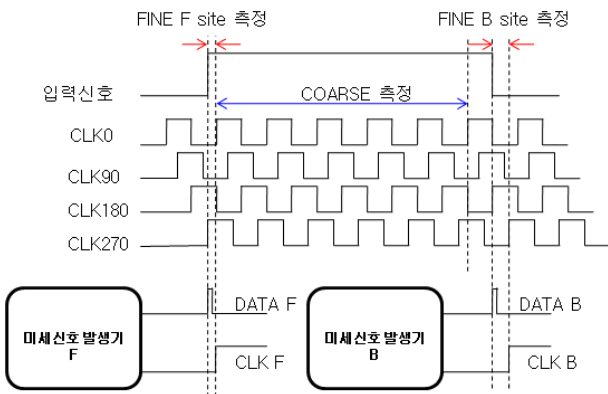 FINE F site 측정
FINE B site 측정
입력신호
COARSE 측정
CLK0
CLK90
CLK180
CLK270
DATA F
DATA B
미세신호 발생기
F
미세신호 발생기
B
CLK F
CLK B